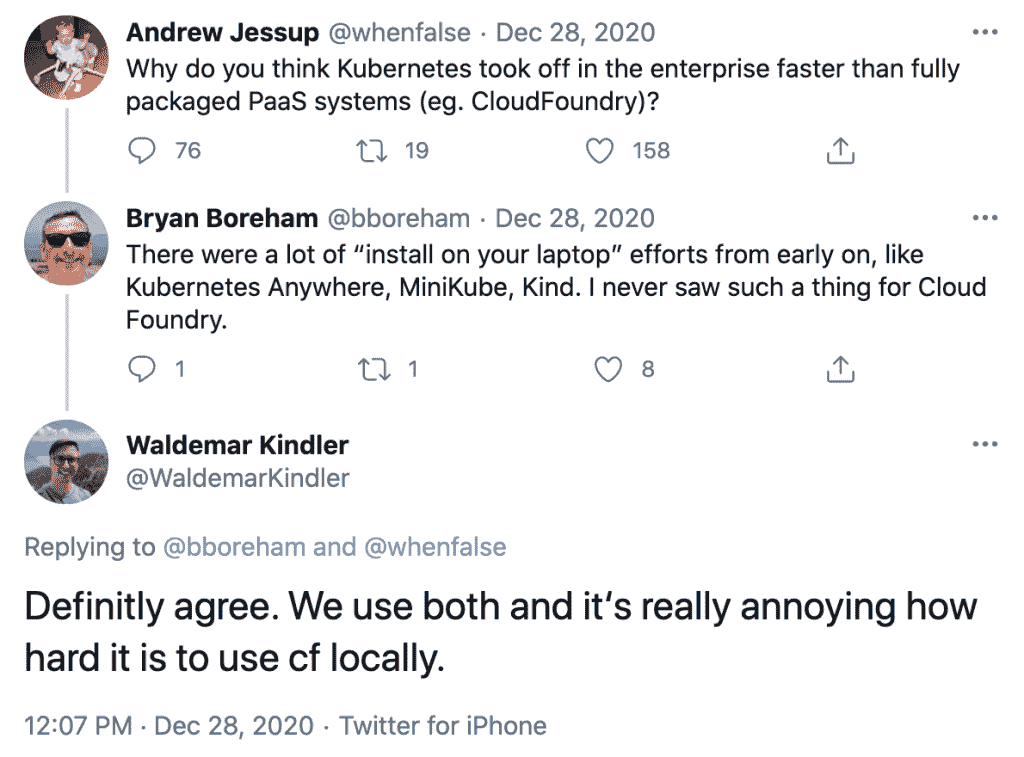 Andrew Jessup @whenfalse · Dec 28, 2020
Why do you think Kubernetes took off in the enterprise faster than fully
packaged PaaS systems (eg. CloudFoundry)?
76 19 158
Bryan Boreham @bboreham · Dec 28, 2020
There were a lot of “install on your laptop” efforts from early on, like
Kubernetes Anywhere, MiniKube, Kind. I never saw such a thing for Cloud
Foundry.
1 1 8
Waldemar Kindler
@WaldemarKindler
Replying to @bboreham and @whenfalse
Definitly agree. We use both and it‘s really annoying how
hard it is to use cf locally.
12:07 PM · Dec 28, 2020 · Twitter for iPhone